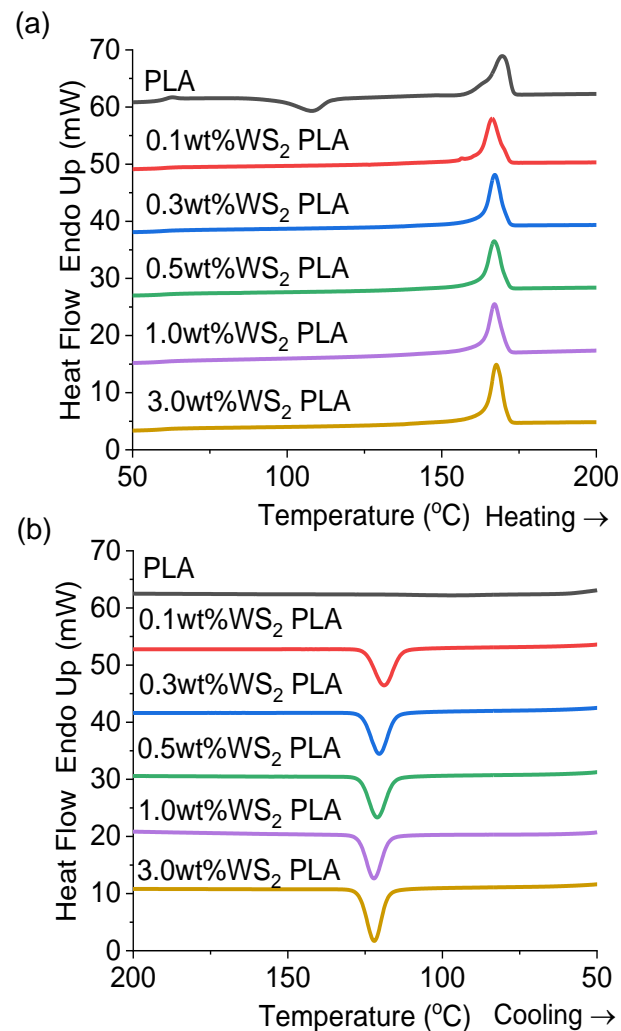 (a)
Heat Flow Endo Up (mW)
70
60
50
40
30
20
10
0
PLA
0.1wt%WS₂ PLA
0.3wt%WS₂ PLA
0.5wt%WS₂ PLA
1.0wt%WS₂ PLA
3.0wt%WS₂ PLA
50 100 150 200
Temperature (°C) Heating →
(b)
Heat Flow Endo Up (mW)
70
60
50
40
30
20
10
0
PLA
0.1wt%WS₂ PLA
0.3wt%WS₂ PLA
0.5wt%WS₂ PLA
1.0wt%WS₂ PLA
3.0wt%WS₂ PLA
200 150 100 50
Temperature (°C) Cooling →